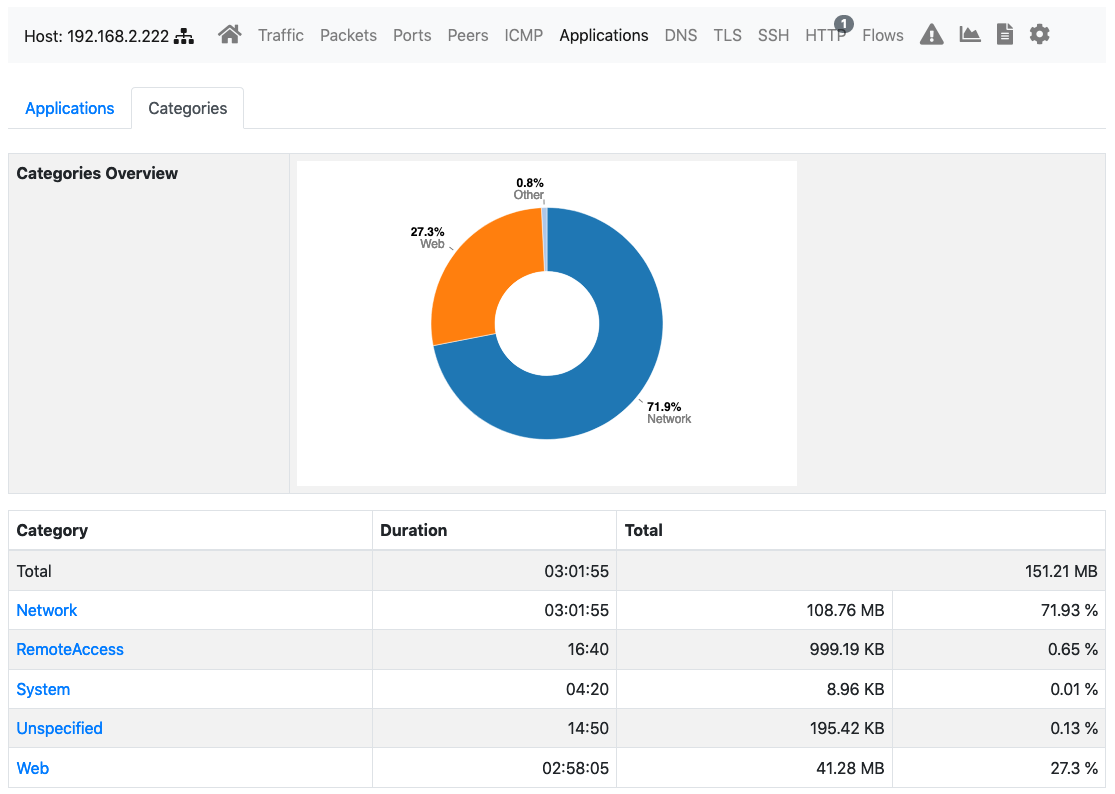 Host: 192.168.2.222 Traffic Packets Ports Peers ICMP Applications DNS TLS SSH HTTP 1 Flows
Applications Categories
Categories Overview
0.8%
Other
27.3%
Web
71.9%
Network
Category Duration Total
Total 03:01:55 151.21 MB
Network 03:01:55 108.76 MB 71.93 %
RemoteAccess 16:40 999.19 KB 0.65 %
System 04:20 8.96 KB 0.01 %
Unspecified 14:50 195.42 KB 0.13 %
Web 02:58:05 41.28 MB 27.3 %